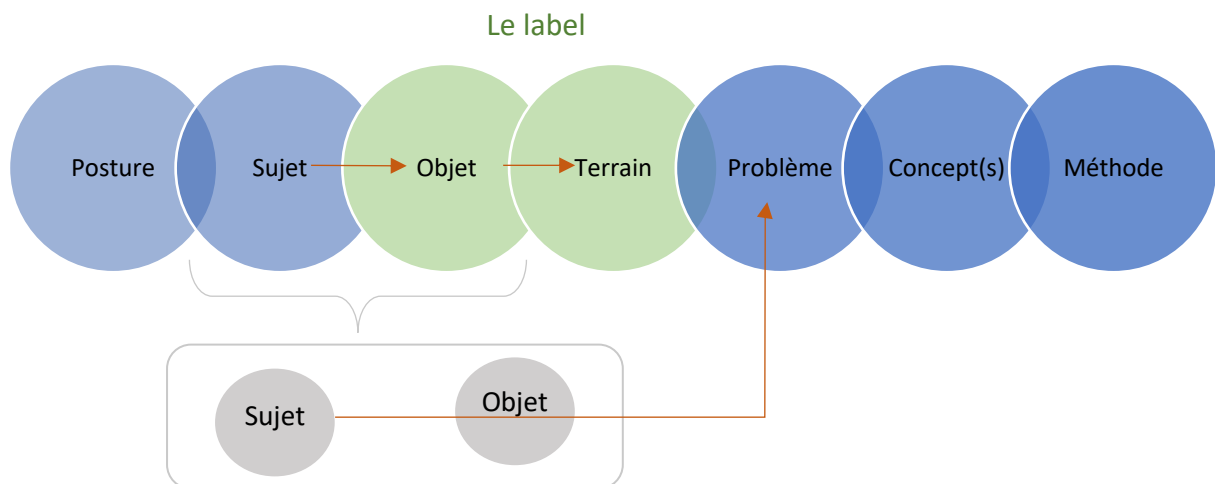 Le label
Posture
Sujet
Objet
Terrain
Problème
Concept(s)
Méthode
Sujet
Objet